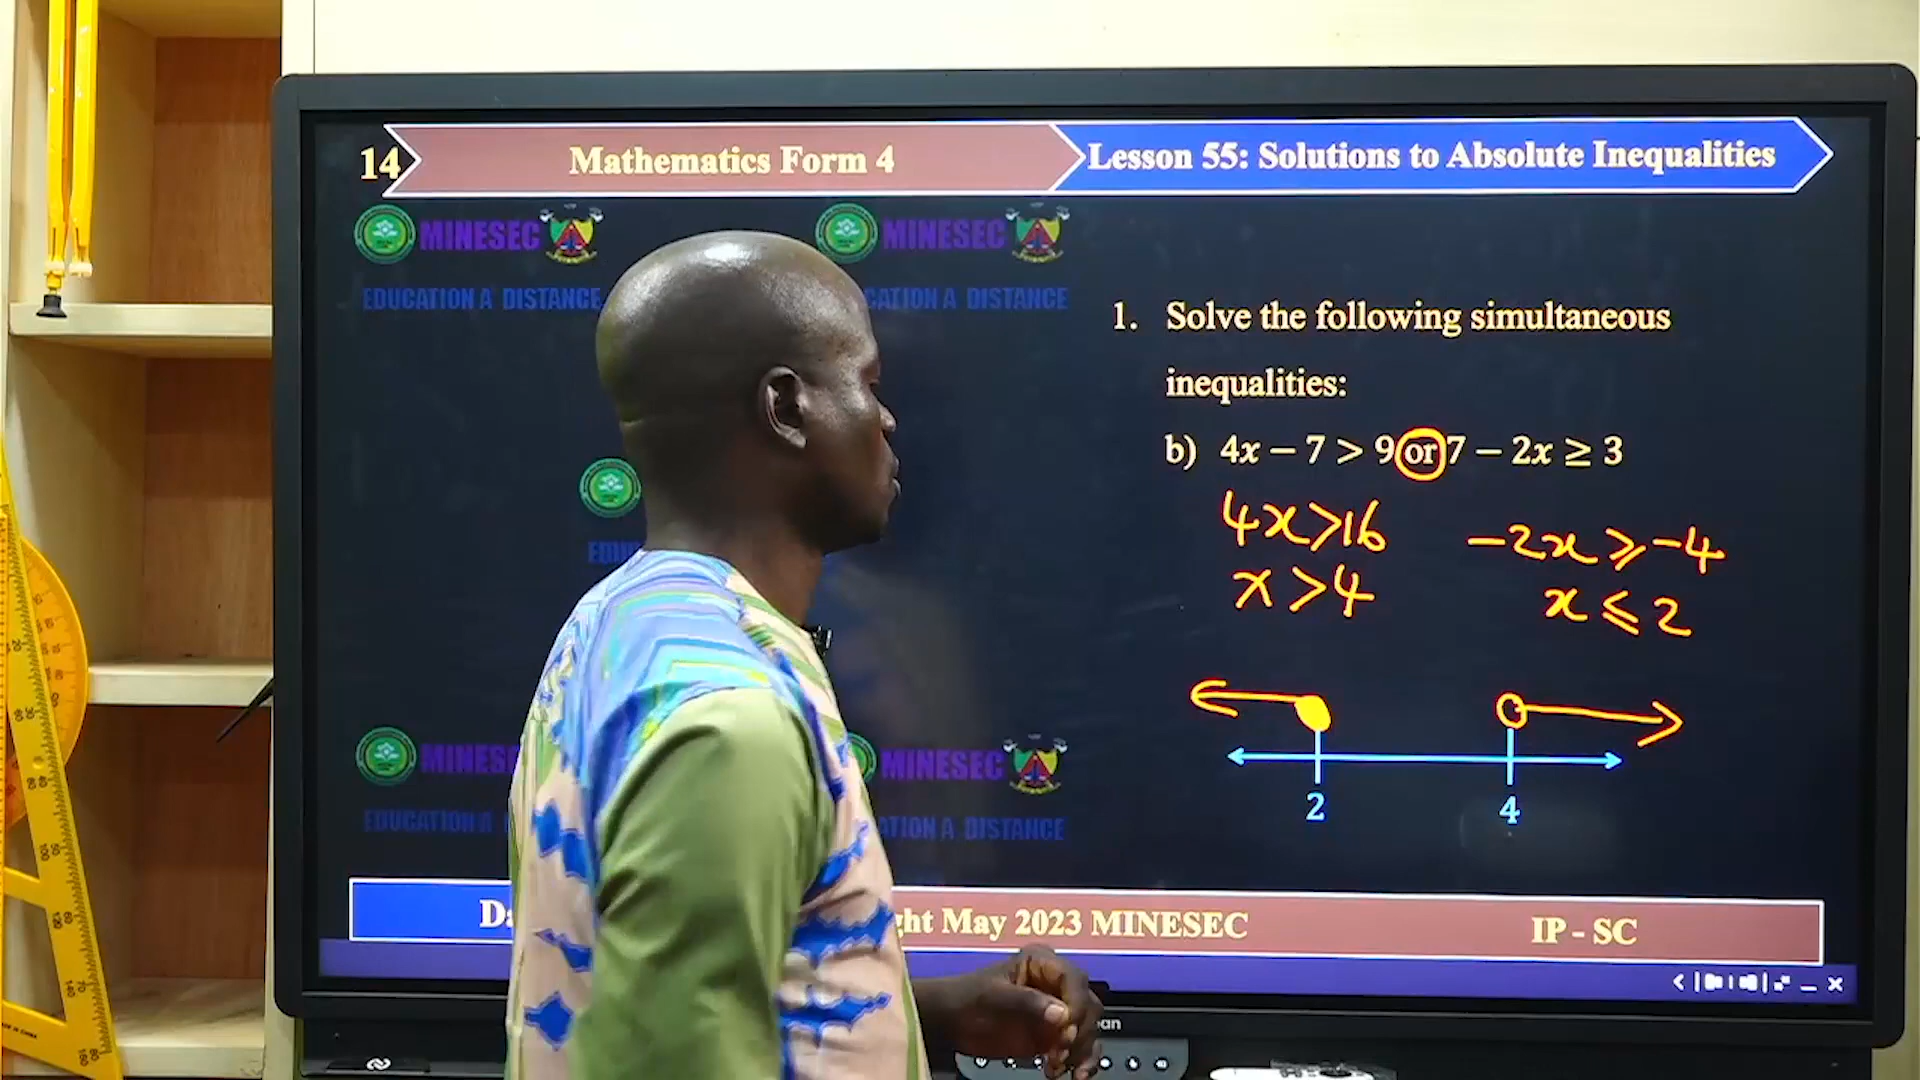 14
Mathematics Form 4
Lesson 55: Solutions to Absolute Inequalities
MINESEC
MINESEC
EDUCATION A DISTANCE
A DISTANCE
1. Solve the following simultaneous
inequalities:
b) 4x − 7 > 9 or 7 − 2x ≥ 3
4x>16
-2x ≥ -4
x > 4
x ≤ 2
2
4
MINESEC
EDUCATION A
A DISTANCE
May 2023 MINESEC
IP - SC